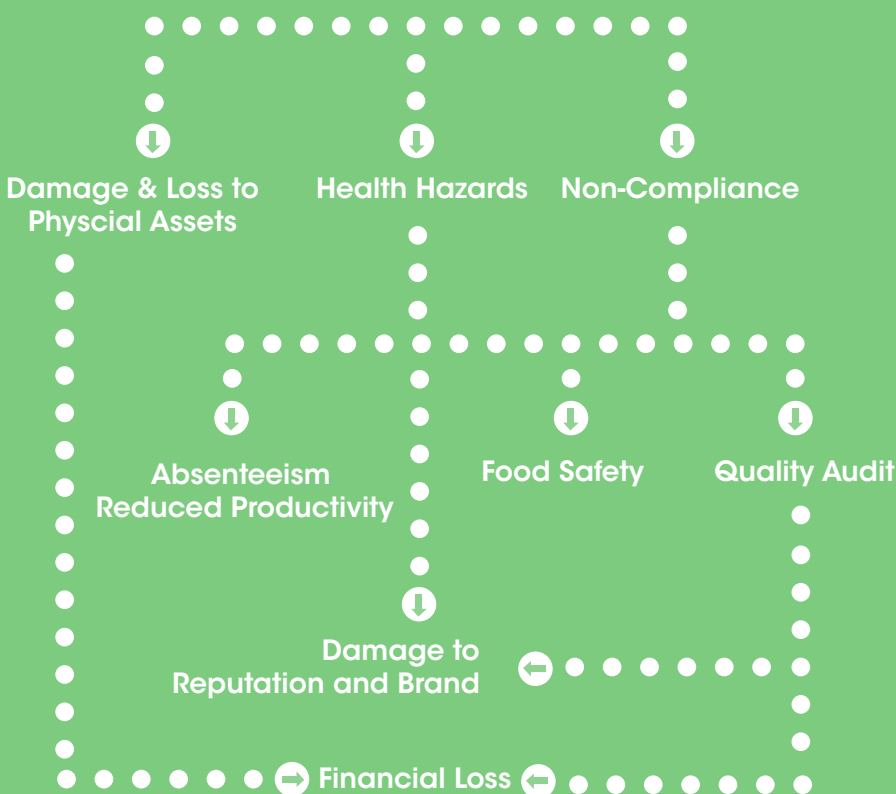 Damage & Loss to
Physcial Assets
Health Hazards
Non-Compliance
Absenteeism
Reduced Productivity
Food Safety
Quality Audit
Damage to
Reputation and Brand
Financial Loss